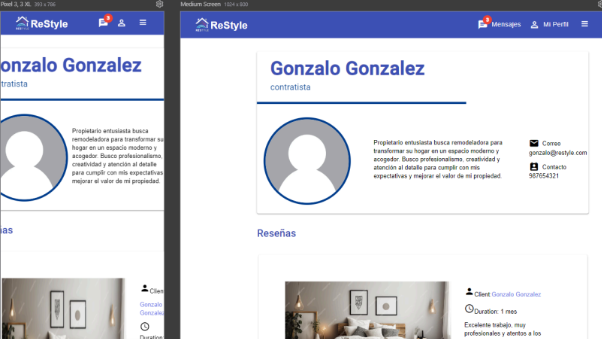 Pixel 3, 3 XL 393 x 786
ReStyle
8
onzalo Gonzalez
tratista
Propietario entusiasta busca
remodeladora para transformar su
hogar en un espacio moderno y
acogedor. Busco profesionalismo,
creatividad y atención al detalle
para cumplir con mis expectativas
y mejorar el valor de mi propiedad.
ñas
Client
Gonzalo
Gonzalez
Duration:
Medium Screen 1024 x 800
ReStyle
8
Mensajes
Mi Perfil
Gonzalo Gonzalez
contratista
Propietario entusiasta busca
remodeladora para transformar
su hogar en un espacio moderno y
acogedor. Busco profesionalismo, creatividad y
atención al detalle para cumplir con mis
expectativas y mejorar el valor de mi propiedad.
Correo
gonzalo@restyle.com
Contacto
987654321
Reseñas
Client Gonzalo Gonzalez
Duration: 1 mes
Excelente trabajo, muy
profesionales y atentos a los